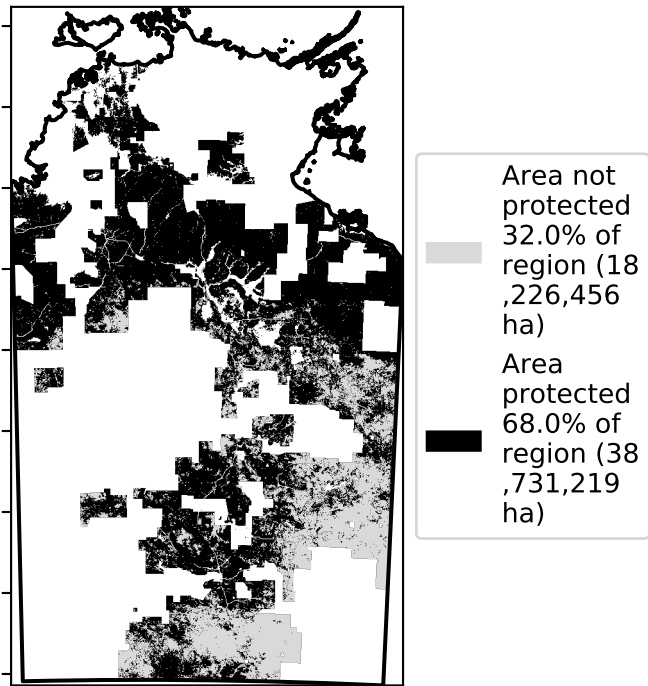 Area not
protected
32.0% of
region (18
,226,456
ha)
Area
protected
68.0% of
region (38
,731,219
ha)